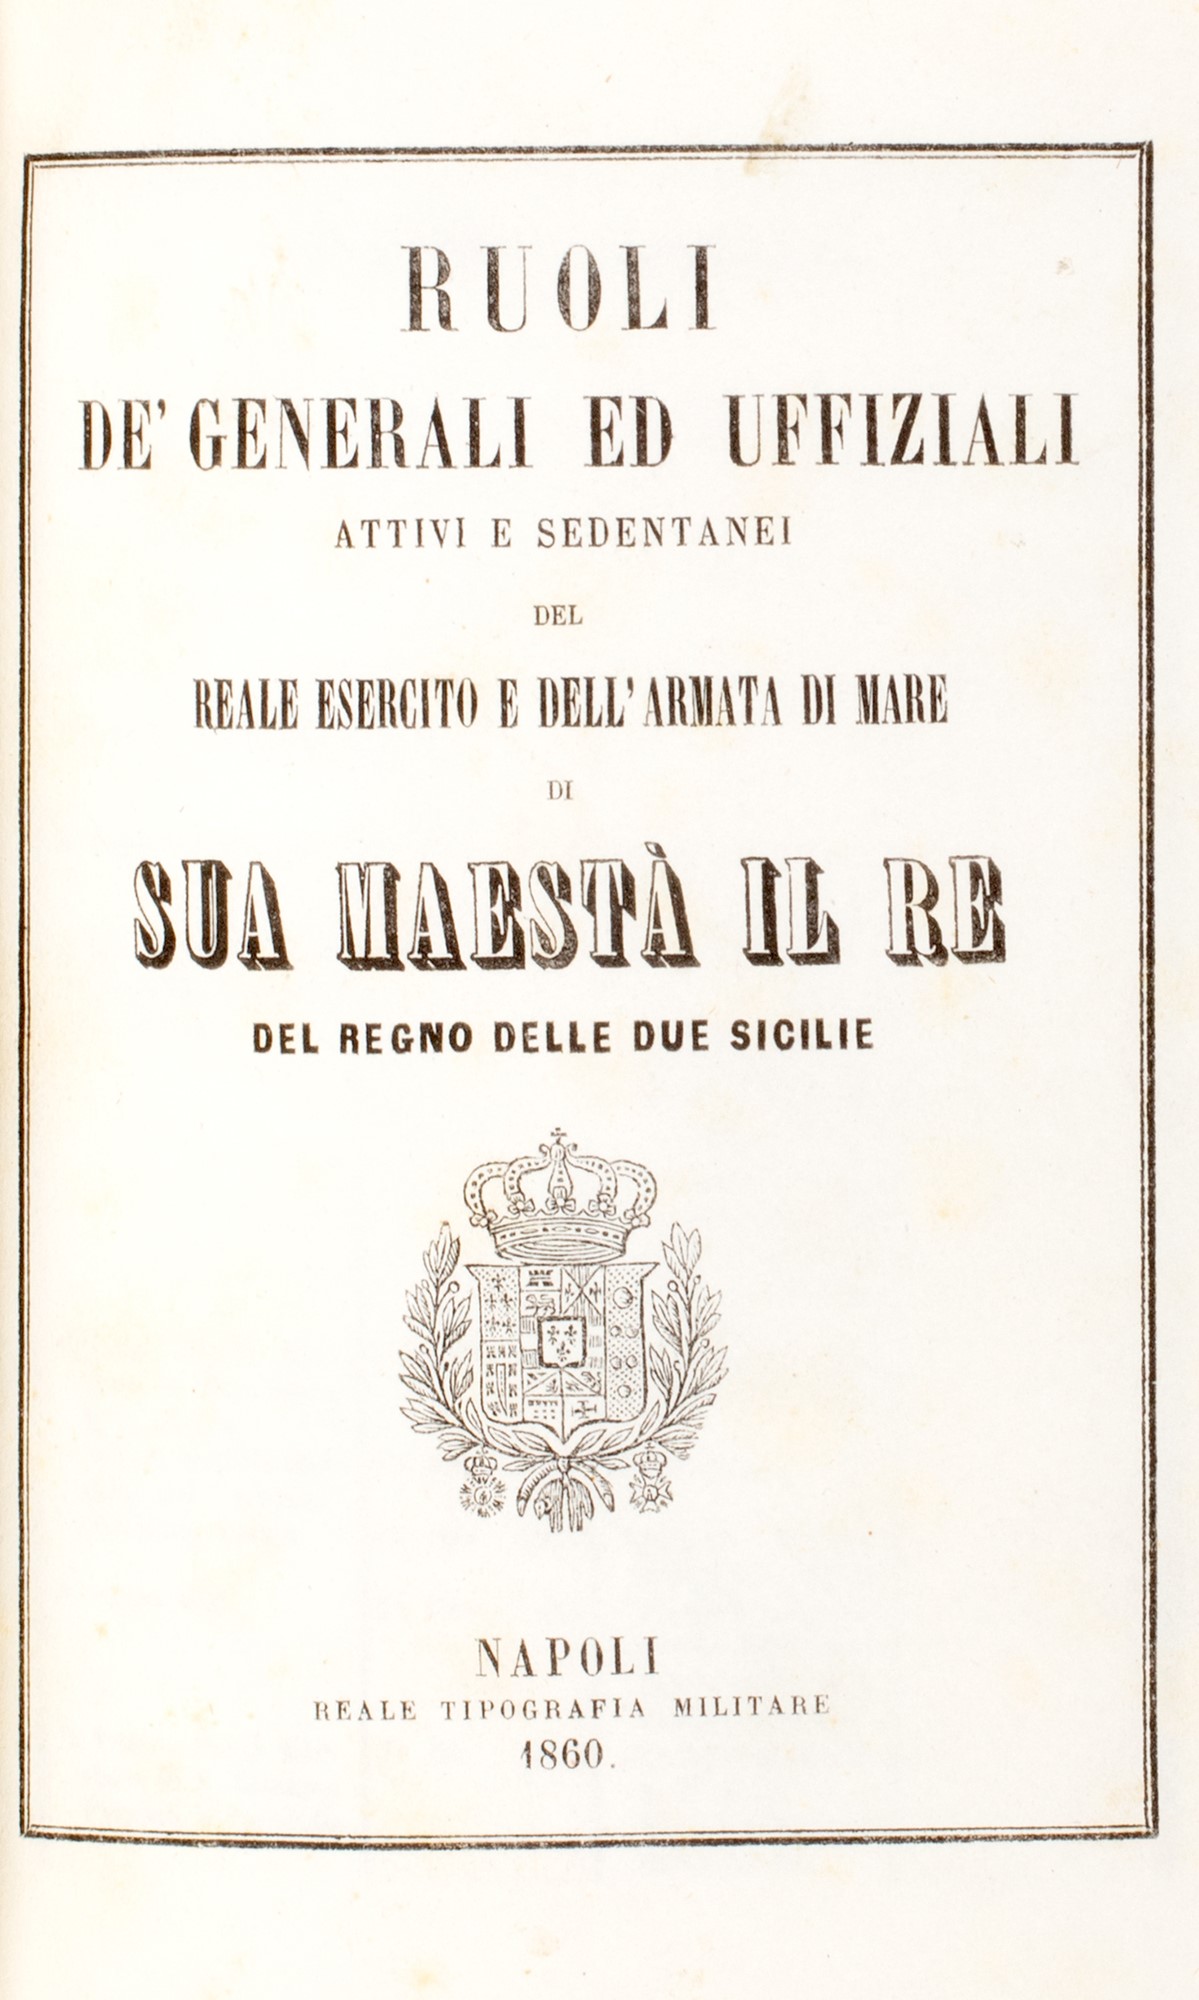 RUOLI
DE' GENERALI ED UFFIZIALI
ATTIVI E SEDENTANEI
DEL
REALE ESERCITO E DELL'ARMATA DI MARE
DI
SUA MAESTÀ IL RE
DEL REGNO DELLE DUE SICILIE
NAPOLI
REALE TIPOGRAFIA MILITARE
1860.